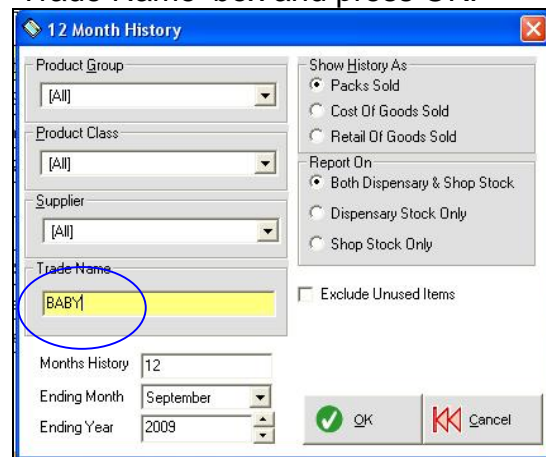 Trade Name' box and press OK.
12 Month History
Product Group
[All]
Product Class
[All]
Supplier
[All]
Trade Name
BABY
Months History 12
Ending Month September
Ending Year 2009
Show History As
Packs Sold
Cost Of Goods Sold
Retail Of Goods Sold
Report On
Both Dispensary & Shop Stock
Dispensary Stock Only
Shop Stock Only
Exclude Unused Items
OK
Cancel